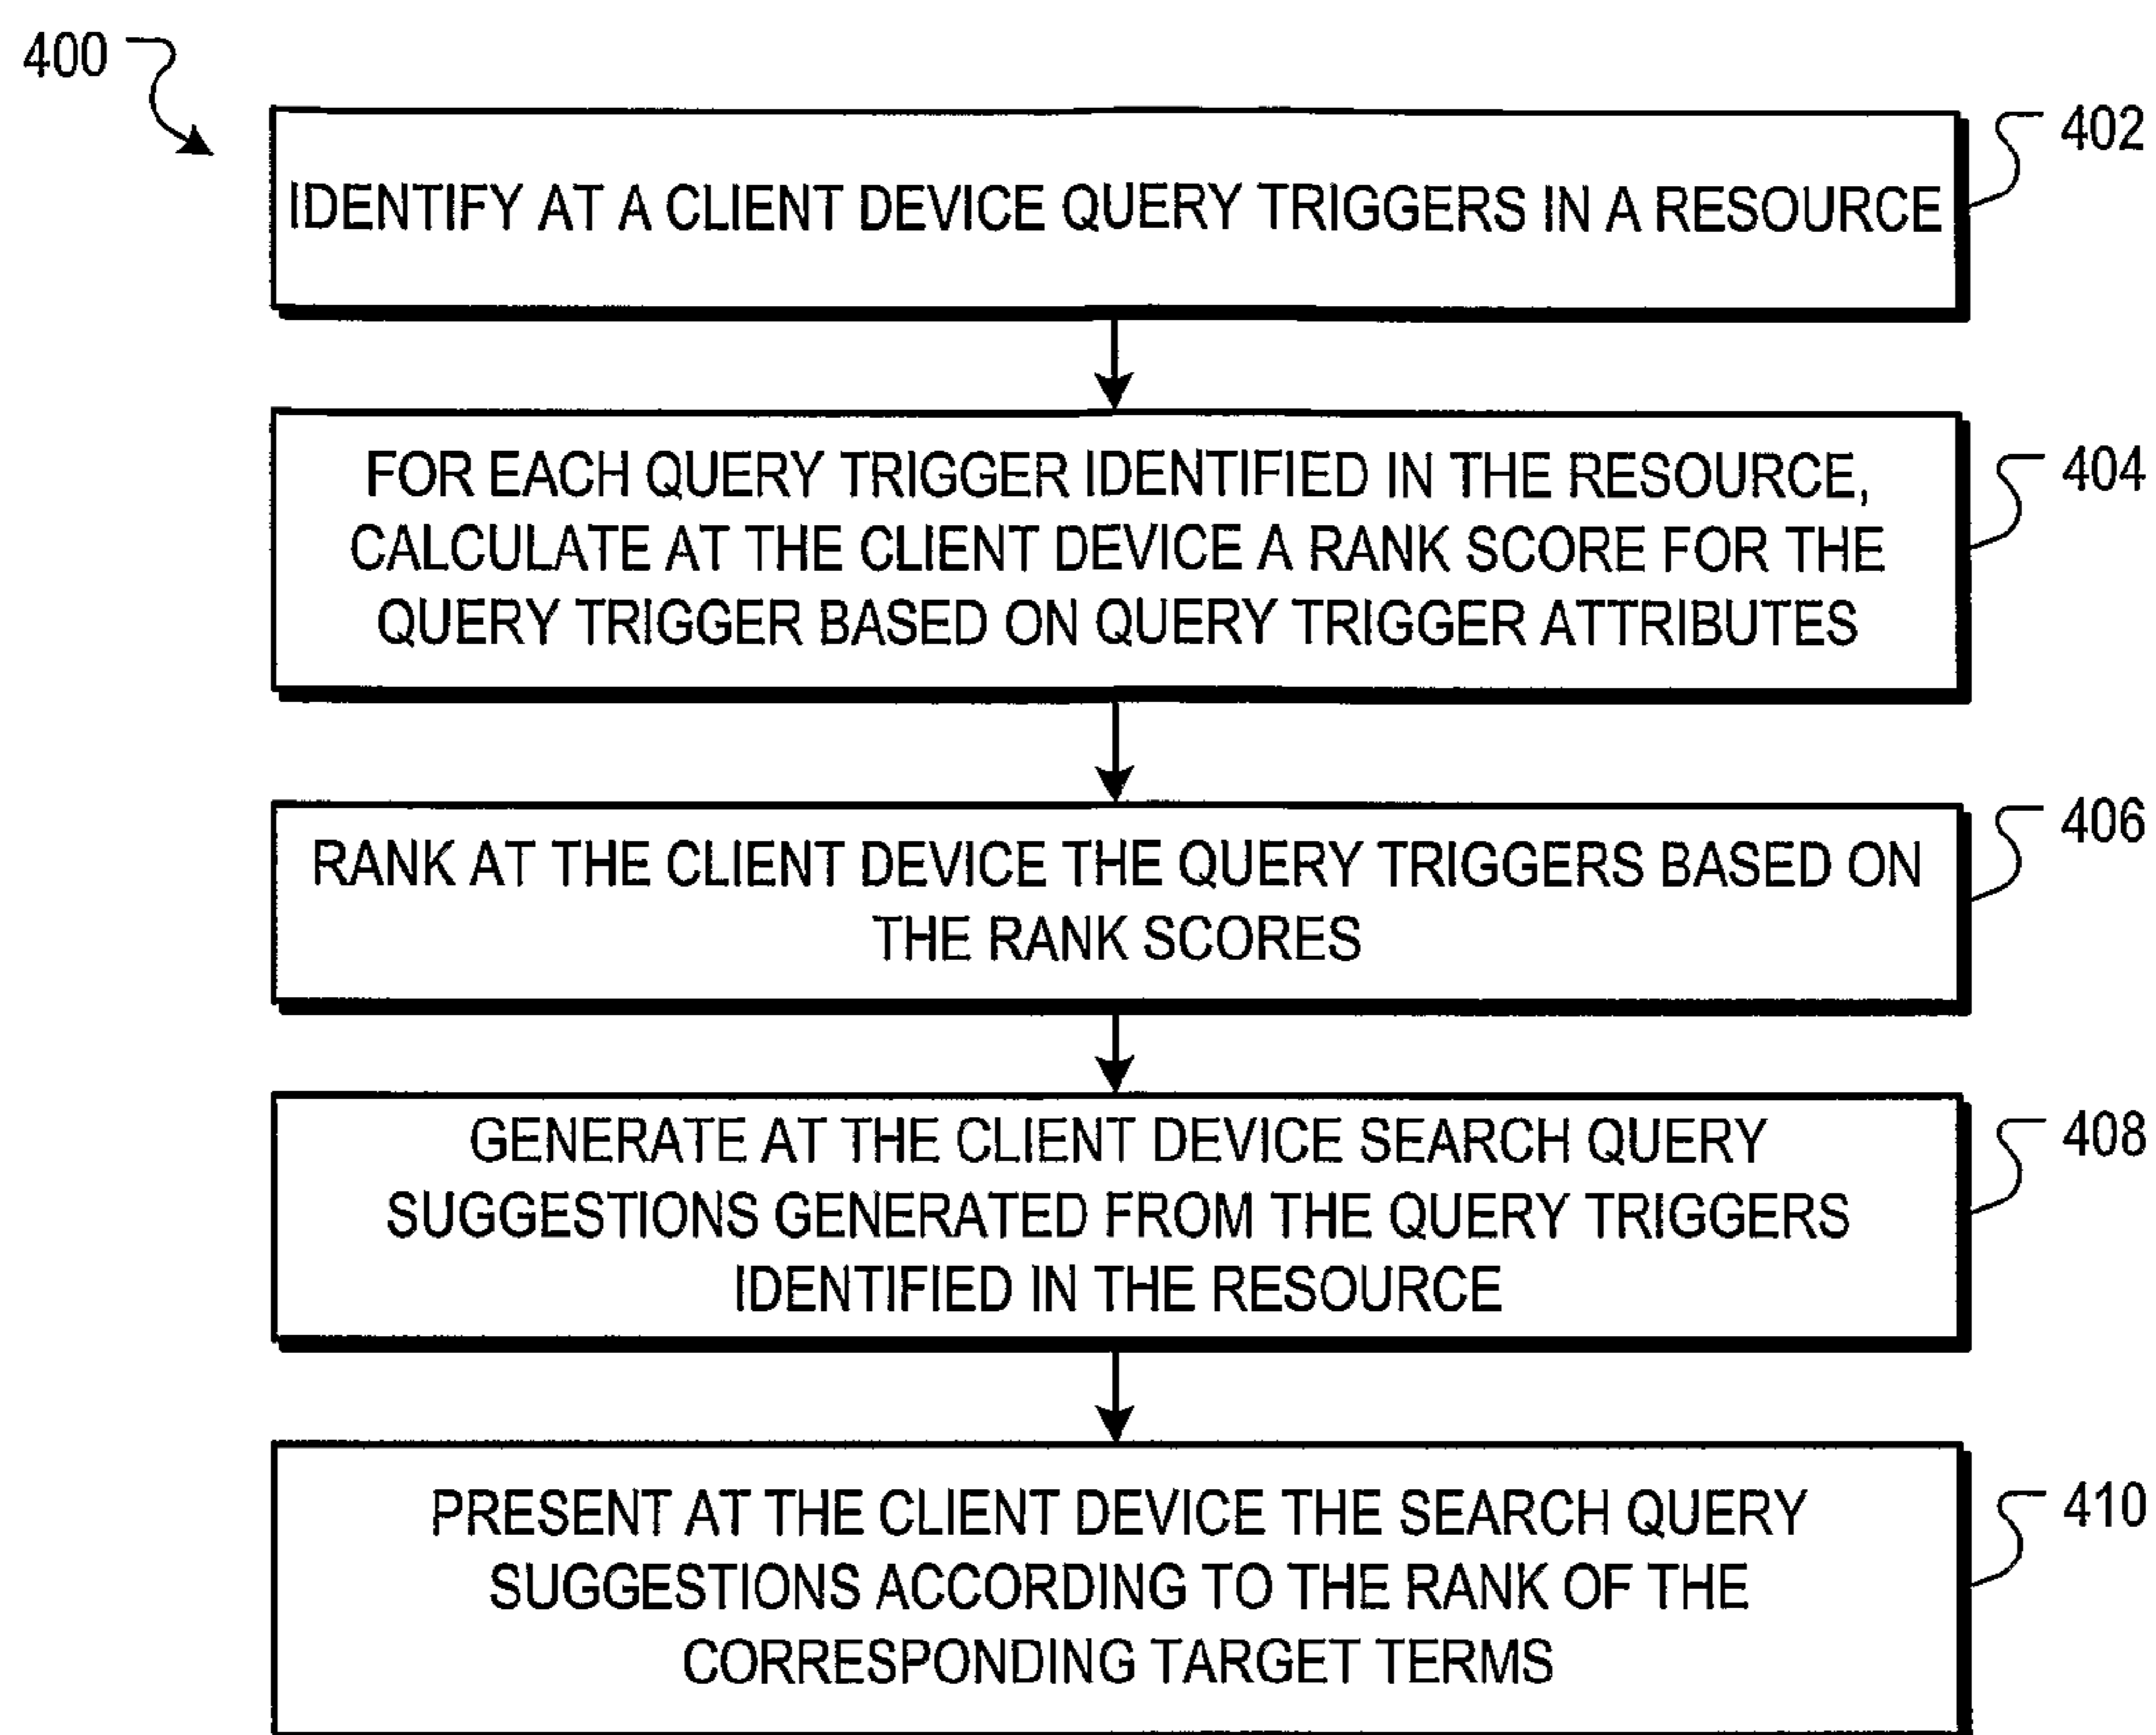 400
IDENTIFY AT A CLIENT DEVICE QUERY TRIGGERS IN A RESOURCE
402
FOR EACH QUERY TRIGGER IDENTIFIED IN THE RESOURCE,
CALCULATE AT THE CLIENT DEVICE A RANK SCORE FOR THE
QUERY TRIGGER BASED ON QUERY TRIGGER ATTRIBUTES
404
RANK AT THE CLIENT DEVICE THE QUERY TRIGGERS BASED ON
THE RANK SCORES
406
GENERATE AT THE CLIENT DEVICE SEARCH QUERY
SUGGESTIONS GENERATED FROM THE QUERY TRIGGERS
IDENTIFIED IN THE RESOURCE
408
PRESENT AT THE CLIENT DEVICE THE SEARCH QUERY
SUGGESTIONS ACCORDING TO THE RANK OF THE
CORRESPONDING TARGET TERMS
410